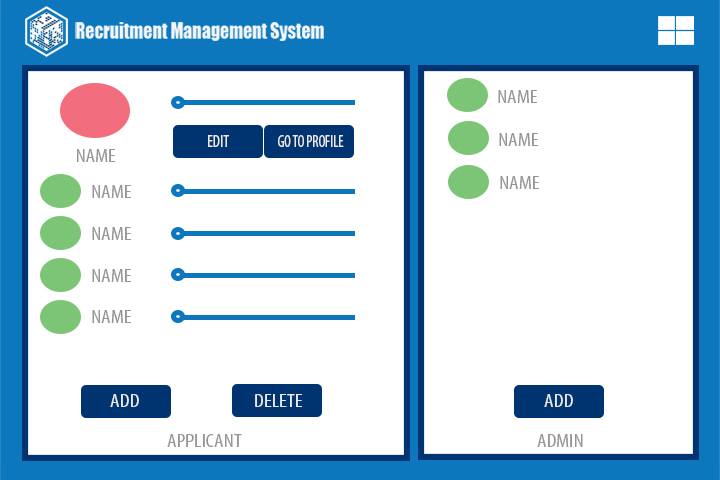 Recruitment Management System
EDIT
GO TO PROFILE
NAME
NAME
NAME
NAME
NAME
ADD
DELETE
APPLICANT
NAME
NAME
NAME
ADD
ADMIN